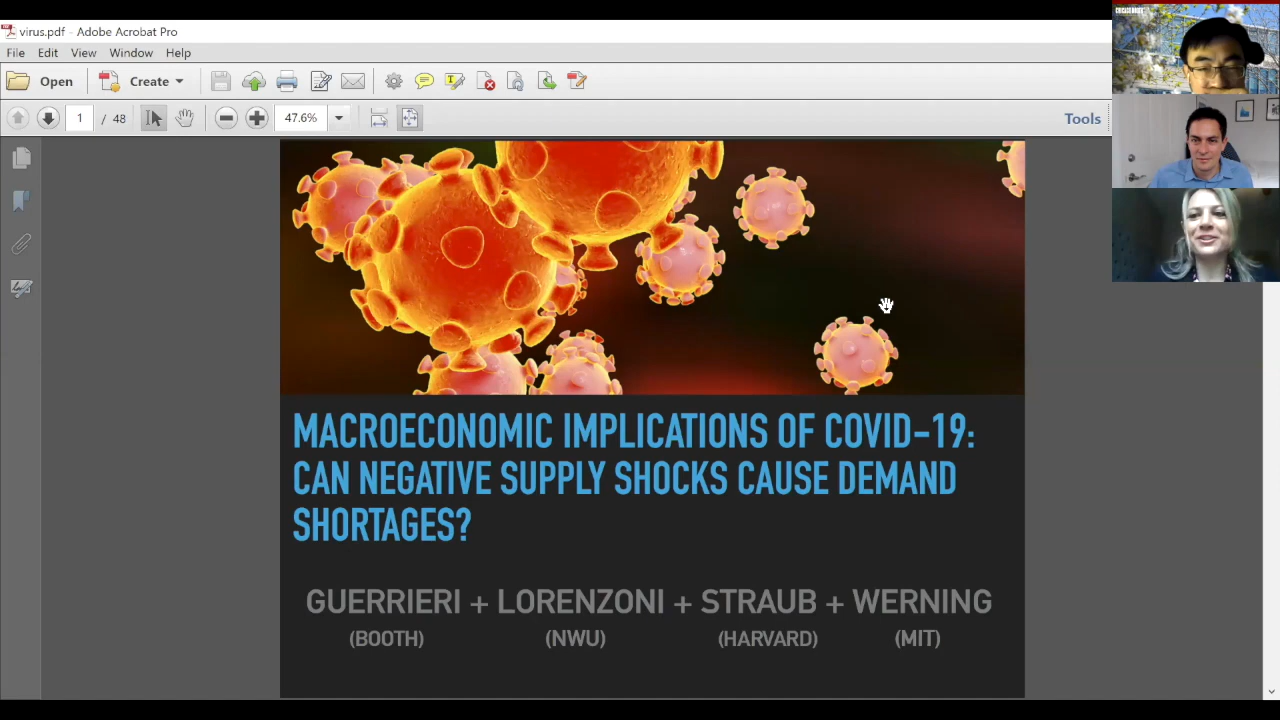 virus.pdf - Adobe Acrobat Pro
File Edit View Window Help
Open Create
1 / 48 47.6% Tools
MACROECONOMIC IMPLICATIONS OF COVID-19:
CAN NEGATIVE SUPPLY SHOCKS CAUSE DEMAND
SHORTAGES?
GUERRIERI + LORENZONI + STRAUB + WERNING
(BOOTH) (NWU) (HARVARD) (MIT)